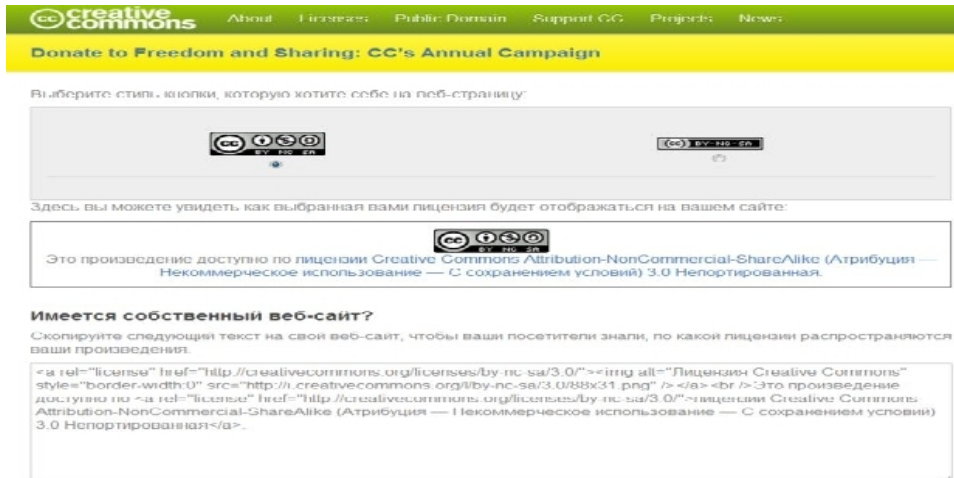 creative commons
About Licenses Public Domain Support CC Projects News
Donate to Freedom and Sharing: CC's Annual Campaign
Выберите стиль кнопки, которую хотите себе на веб-страницу:
cc BY NC SA (cc) BY-NC-SA
Здесь вы можете увидеть как выбранная вами лицензия будет отображаться на вашем сайте:
cc BY NC SA
Это произведение доступно по лицензии Creative Commons Attribution-NonCommercial-ShareAlike (Атрибуция —
Некоммерческое использование — С сохранением условий) 3.0 Непортированная.
Имеется собственный веб-сайт?
Скопируйте следующий текст на свой веб-сайт, чтобы ваши посетители знали, по какой лицензии распространяются
ваши произведения.
<a rel="license" href="http://creativecommons.org/licenses/by-nc-sa/3.0/"><img alt="Лицензия Creative Commons"
style="border-width:0" src="http://i.creativecommons.org/l/by-nc-sa/3.0/88x31.png" /></a><br />Это произведение
доступно по <a rel="license" href="http://creativecommons.org/licenses/by-nc-sa/3.0/">лицензии Creative Commons
Attribution-NonCommercial-ShareAlike (Атрибуция — Некоммерческое использование — С сохранением условий)
3.0 Непортированная</a>.